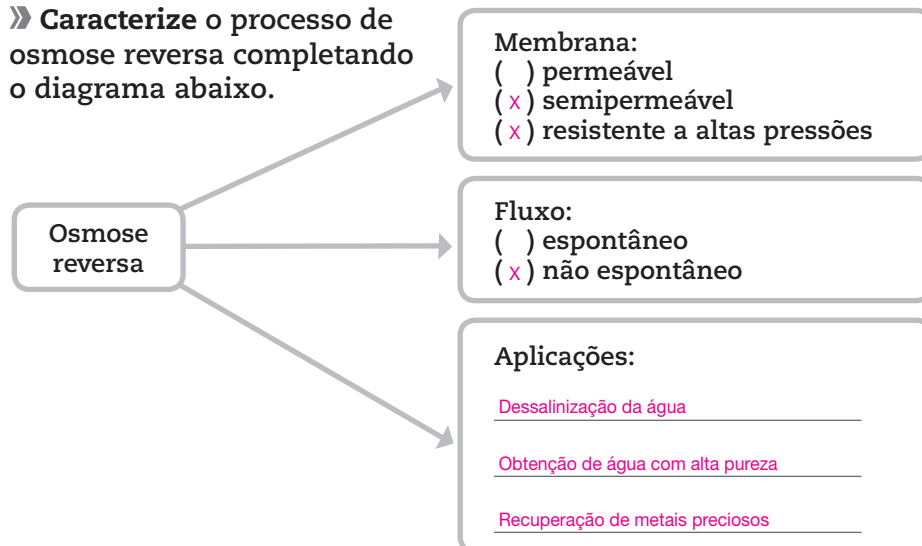 » Caracterize o processo de
osmose reversa completando
o diagrama abaixo.
Osmose
reversa
Membrana:
( ) permeável
( x ) semipermeável
( x ) resistente a altas pressões
Fluxo:
( ) espontâneo
( x ) não espontâneo
Aplicações:
Dessalinização da água
Obtenção de água com alta pureza
Recuperação de metais preciosos